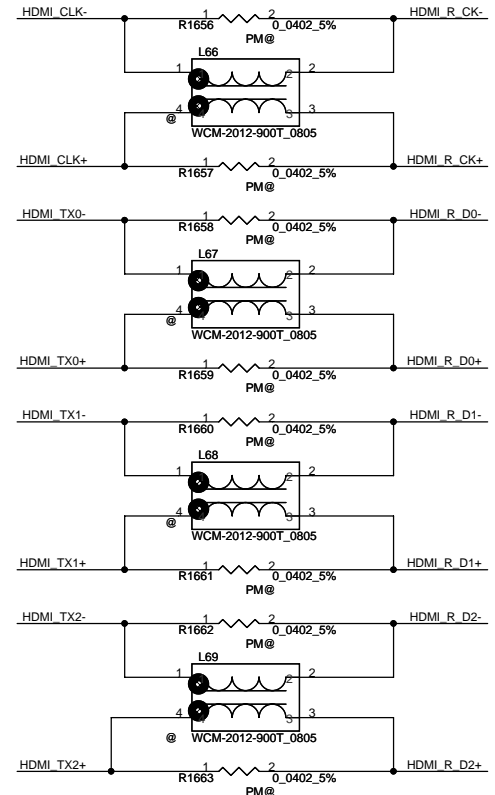 HDMI_CLK- 1 2 HDMI_R_CK-
R1656 0_0402_5%
PM@
L66
1 2 2
4 4 3 3
@
WCM-2012-900T_0805
HDMI_CLK+ 1 2 HDMI_R_CK+
R1657 0_0402_5%
PM@
HDMI_TX0- 1 2 HDMI_R_D0-
R1658 0_0402_5%
PM@
L67
1 2 2
4 4 3 3
@
WCM-2012-900T_0805
HDMI_TX0+ 1 2 HDMI_R_D0+
R1659 0_0402_5%
PM@
HDMI_TX1- 1 2 HDMI_R_D1-
R1660 0_0402_5%
PM@
L68
1 2 2
4 4 3 3
@
WCM-2012-900T_0805
HDMI_TX1+ 1 2 HDMI_R_D1+
R1661 0_0402_5%
PM@
HDMI_TX2- 1 2 HDMI_R_D2-
R1662 0_0402_5%
PM@
L69
1 2 2
4 4 3 3
@ WCM-2012-900T_0805
HDMI_TX2+ 1 2 HDMI_R_D2+
R1663 0_0402_5%
PM@